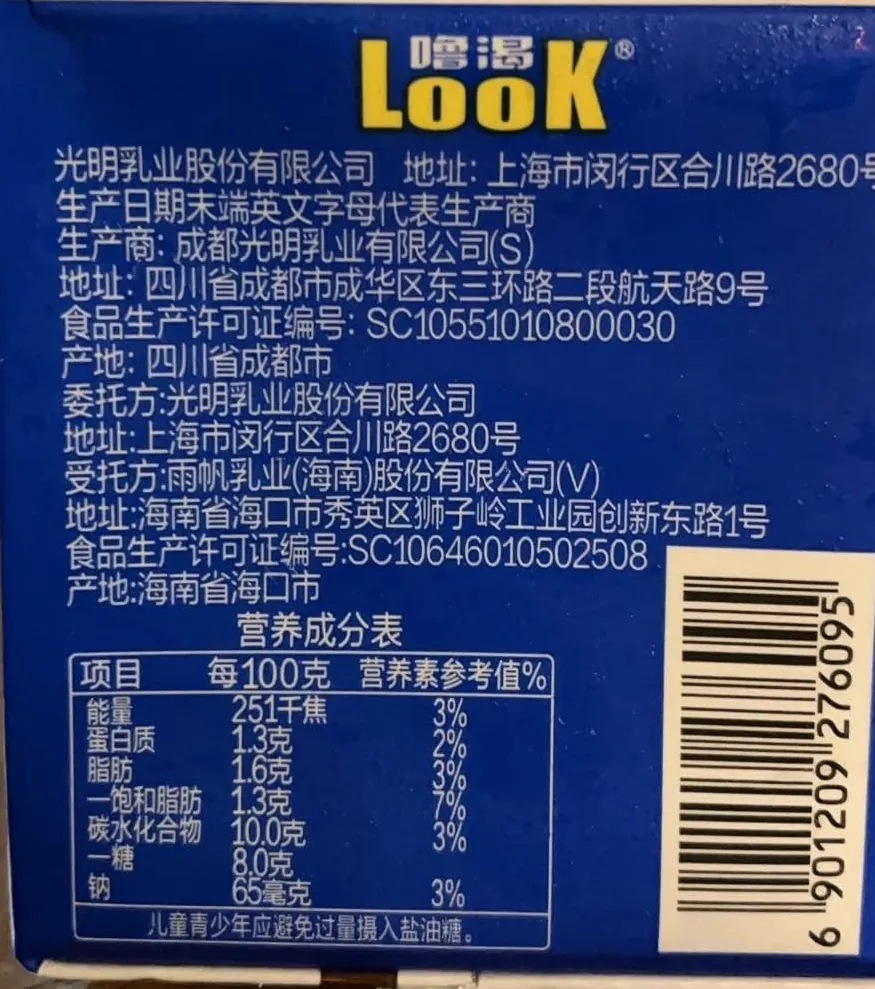 噜渴
LOOK®
光明乳业股份有限公司 地址: 上海市闵行区合川路2680号
生产日期末端英文字母代表生产商
生产商: 成都光明乳业有限公司(S)
地址: 四川省成都市成华区东三环路二段航天路9号
食品生产许可证编号: SC10551010800030
产地: 四川省成都市
委托方:光明乳业股份有限公司
地址:上海市闵行区合川路2680号
受托方:雨帆乳业(海南)股份有限公司(V)
地址:海南省海口市秀英区狮子岭工业园创新东路1号
食品生产许可证编号:SC10646010502508
产地:海南省海口市
营养成分表
项目 每100克 营养素参考值%
能量 251千焦 3%
蛋白质 1.3克 2%
脂肪 1.6克 3%
—饱和脂肪 1.3克 7%
碳水化合物 10.0克 3%
—糖 8.0克
钠 65毫克 3%
儿童青少年应避免过量摄入盐油糖。
6 901209 276095